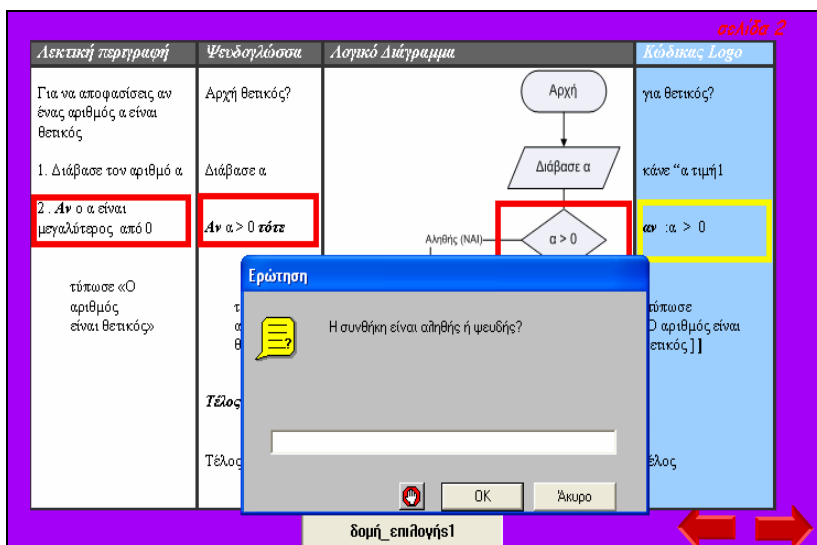 σελίδα 2
Λεκτική περιγραφή
Ψευδογλώσσα
Λογικό Διάγραμμα
Κώδικας Logo
Για να αποφασίσεις αν
ένας αριθμός α είναι
θετικός
Αρχή θετικός?
Αρχή
για θετικός?
1. Διάβασε τον αριθμό α
Διάβασε α
Διάβασε α
κάνε “α τιμή1
2 . Αν ο α είναι
μεγαλύτερος από 0
Αν α > 0 τότε
Αληθής (ΝΑΙ)
α > 0
αν :α > 0
τύπωσε «Ο
αριθμός
είναι θετικός»
Ερώτηση
Η συνθήκη είναι αληθής ή ψευδής?
τύπωσε
Ο αριθμός είναι
θετικός ] ]
Τέλος
Τέλος
τέλος
OK
Άκυρο
δομή_επιλογής1